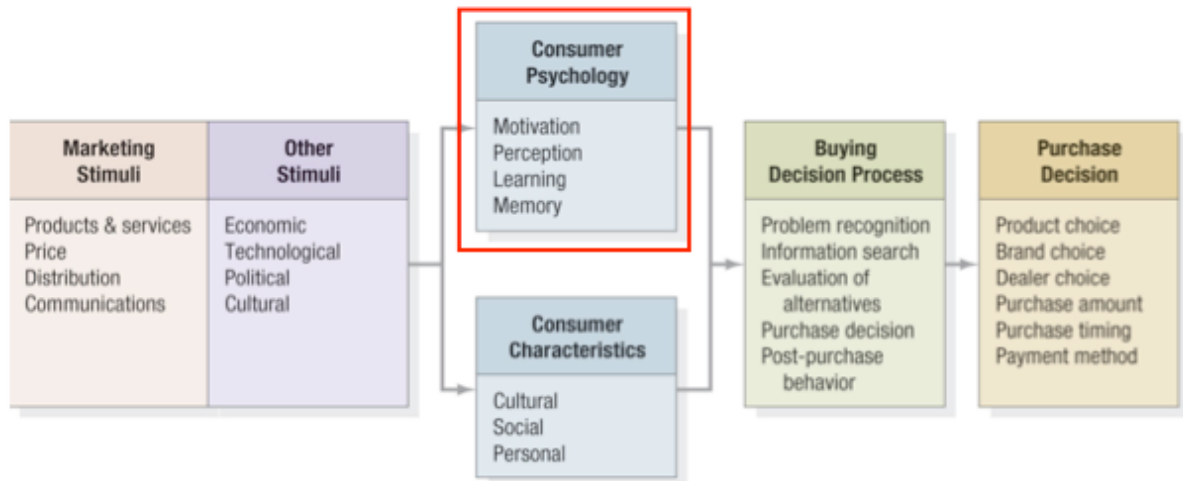 Marketing
Stimuli
Products & services
Price
Distribution
Communications
Other
Stimuli
Economic
Technological
Political
Cultural
Consumer
Psychology
Motivation
Perception
Learning
Memory
Consumer
Characteristics
Cultural
Social
Personal
Buying
Decision Process
Problem recognition
Information search
Evaluation of
alternatives
Purchase decision
Post-purchase
behavior
Purchase
Decision
Product choice
Brand choice
Dealer choice
Purchase amount
Purchase timing
Payment method